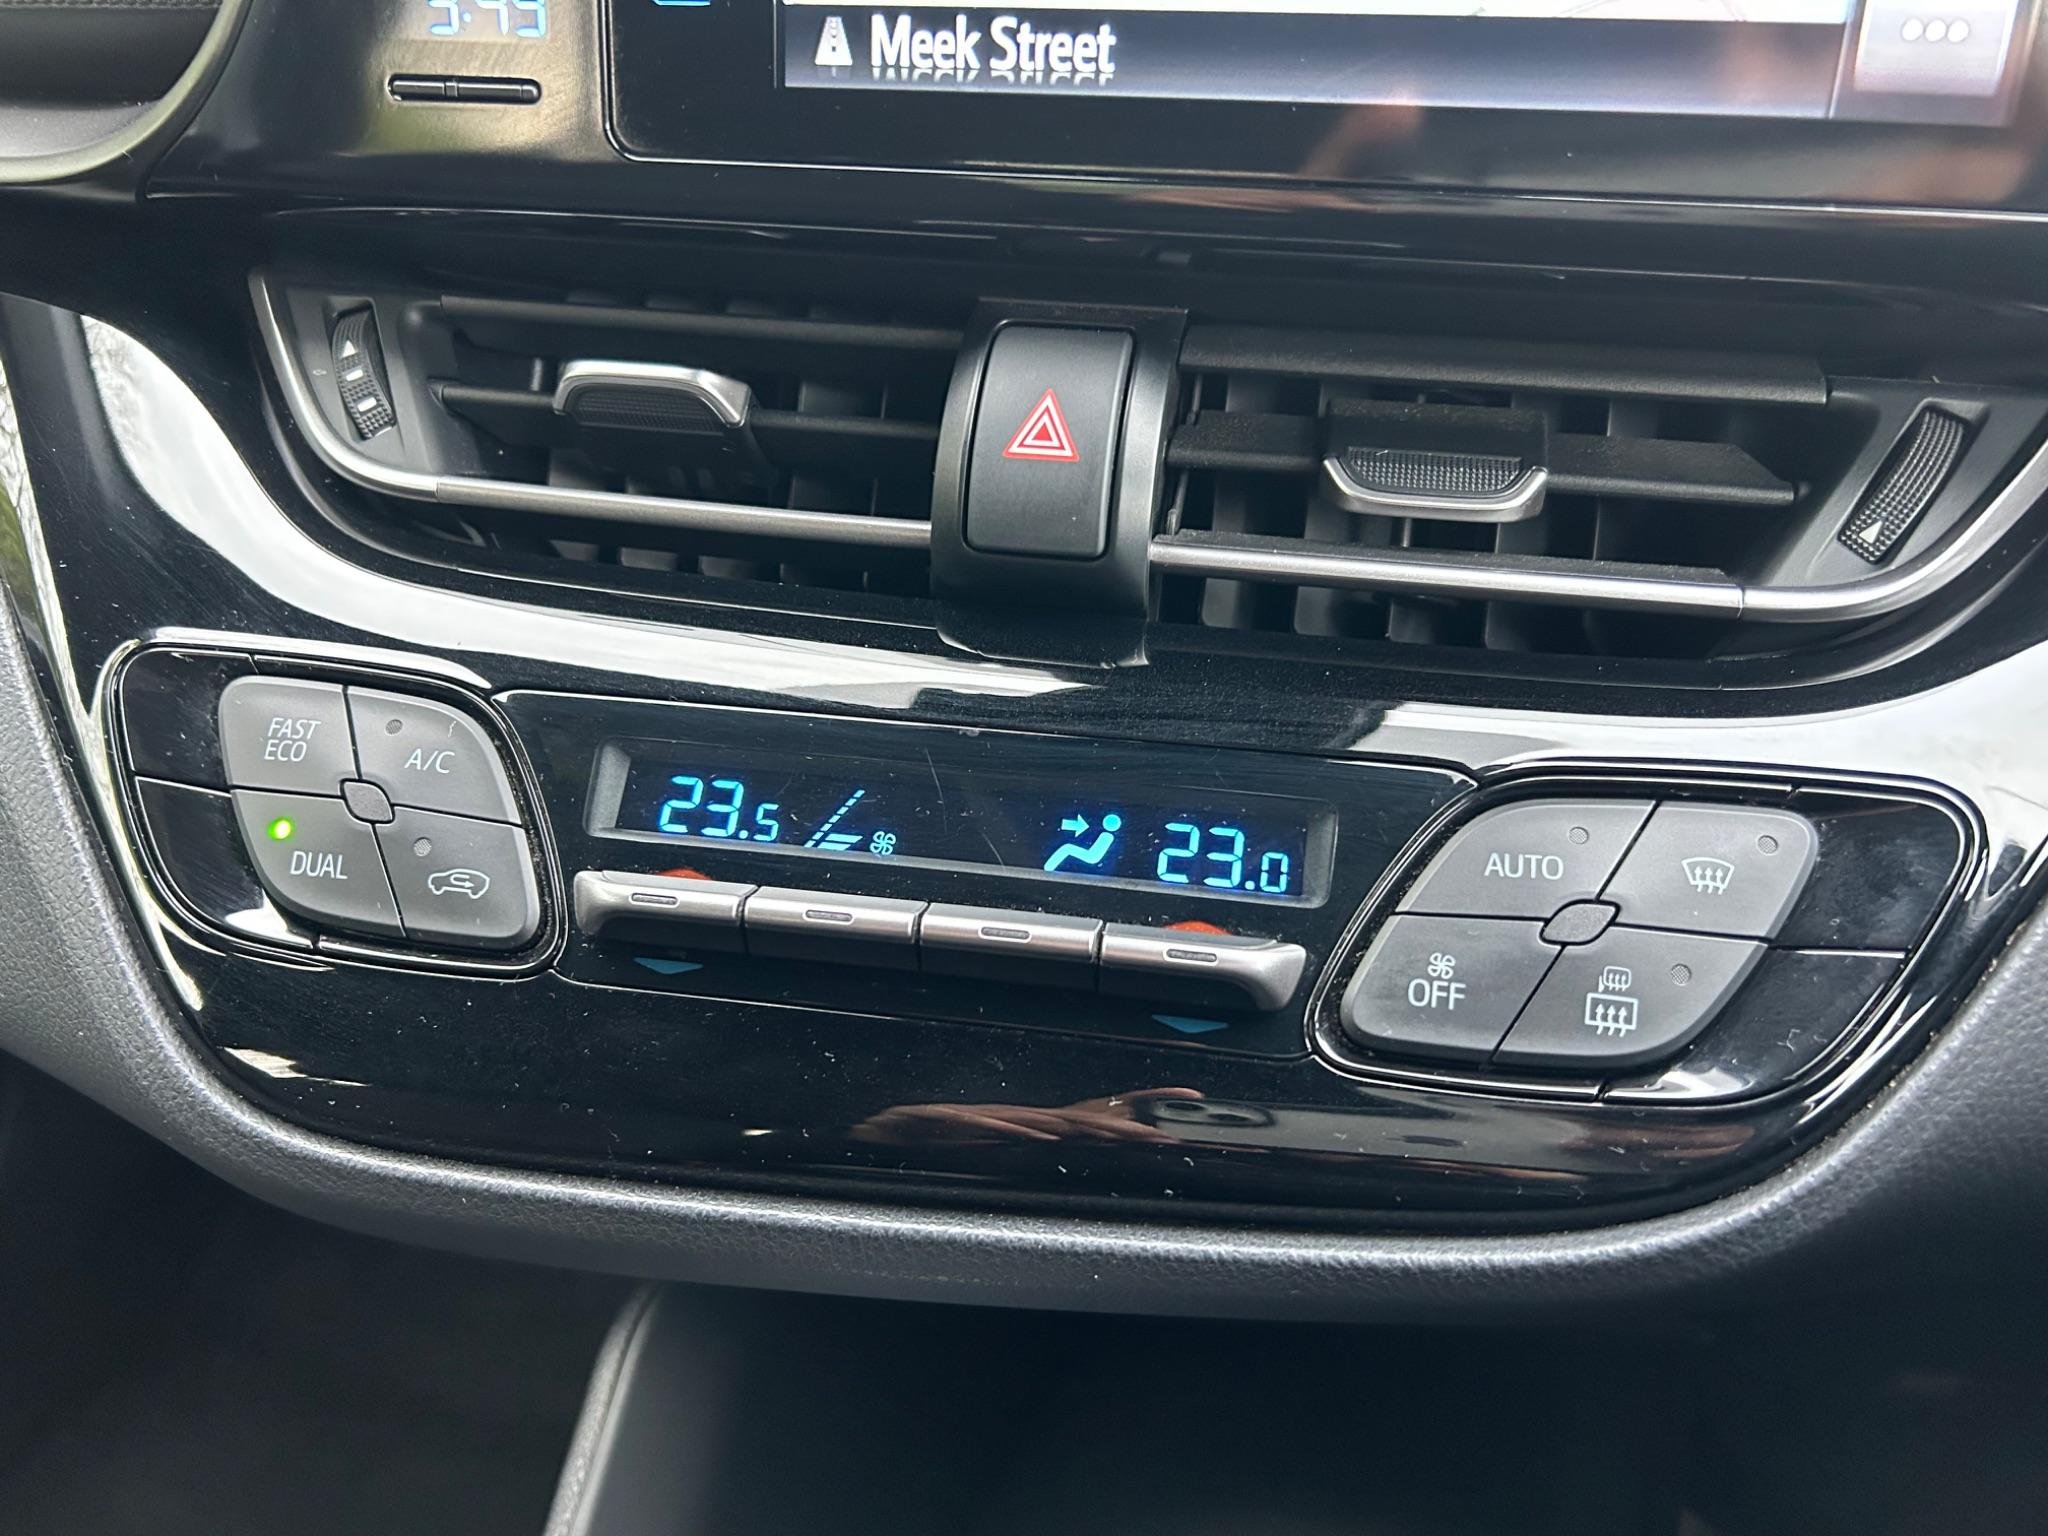 Meek Street
FAST
ECO
A/C
DUAL
23.5
23.0
AUTO
OFF